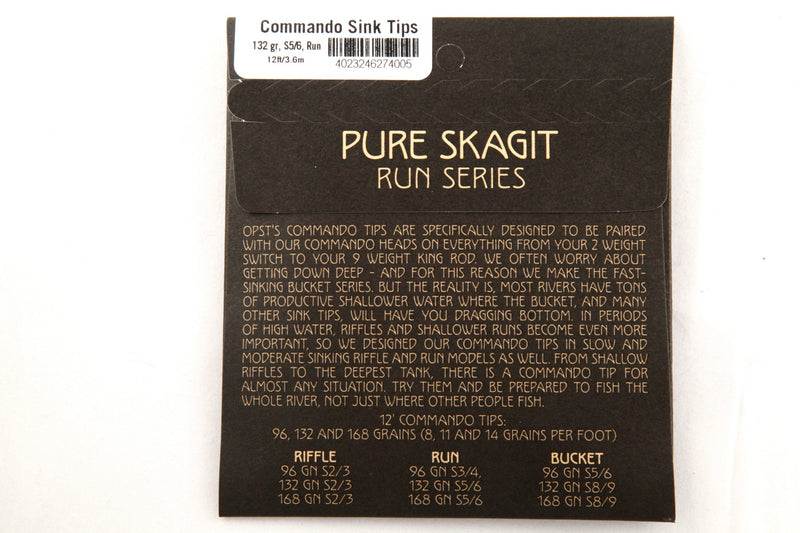 Commando Sink Tips
132 gr, S5/6, Run
12ft/3.6m
4023246274005
PURE SKAGIT
RUN SERIES
OPST'S COMMANDO TIPS ARE SPECIFICALLY DESIGNED TO BE PAIRED
WITH OUR COMMANDO HEADS ON EVERYTHING FROM YOUR 2 WEIGHT
SWITCH TO YOUR 9 WEIGHT KING ROD. WE OFTEN WORRY ABOUT
GETTING DOWN DEEP - AND FOR THIS REASON WE MAKE THE FAST-
SINKING BUCKET SERIES. BUT THE REALITY IS, MOST RIVERS HAVE TONS
OF PRODUCTIVE SHALLOWER WATER WHERE THE BUCKET, AND MANY
OTHER SINK TIPS, WILL HAVE YOU DRAGGING BOTTOM. IN PERIODS
OF HIGH WATER, RIFFLES AND SHALLOWER RUNS BECOME EVEN MORE
IMPORTANT, SO WE DESIGNED OUR COMMANDO TIPS IN SLOW AND
MODERATE SINKING RIFFLE AND RUN MODELS AS WELL. FROM SHALLOW
RIFFLES TO THE DEEPEST TANK, THERE IS A COMMANDO TIP FOR
ALMOST ANY SITUATION. TRY THEM AND BE PREPARED TO FISH THE
WHOLE RIVER, NOT JUST WHERE OTHER PEOPLE FISH.
12' COMMANDO TIPS:
96, 132 AND 168 GRAINS (8, 11 AND 14 GRAINS PER FOOT)
RIFFLE
96 GN S2/3
132 GN S2/3
168 GN S2/3
RUN
96 GN S3/4,
132 GN S5/6
168 GN S5/6
BUCKET
96 GN S5/6
132 GN S8/9
168 GN S8/9